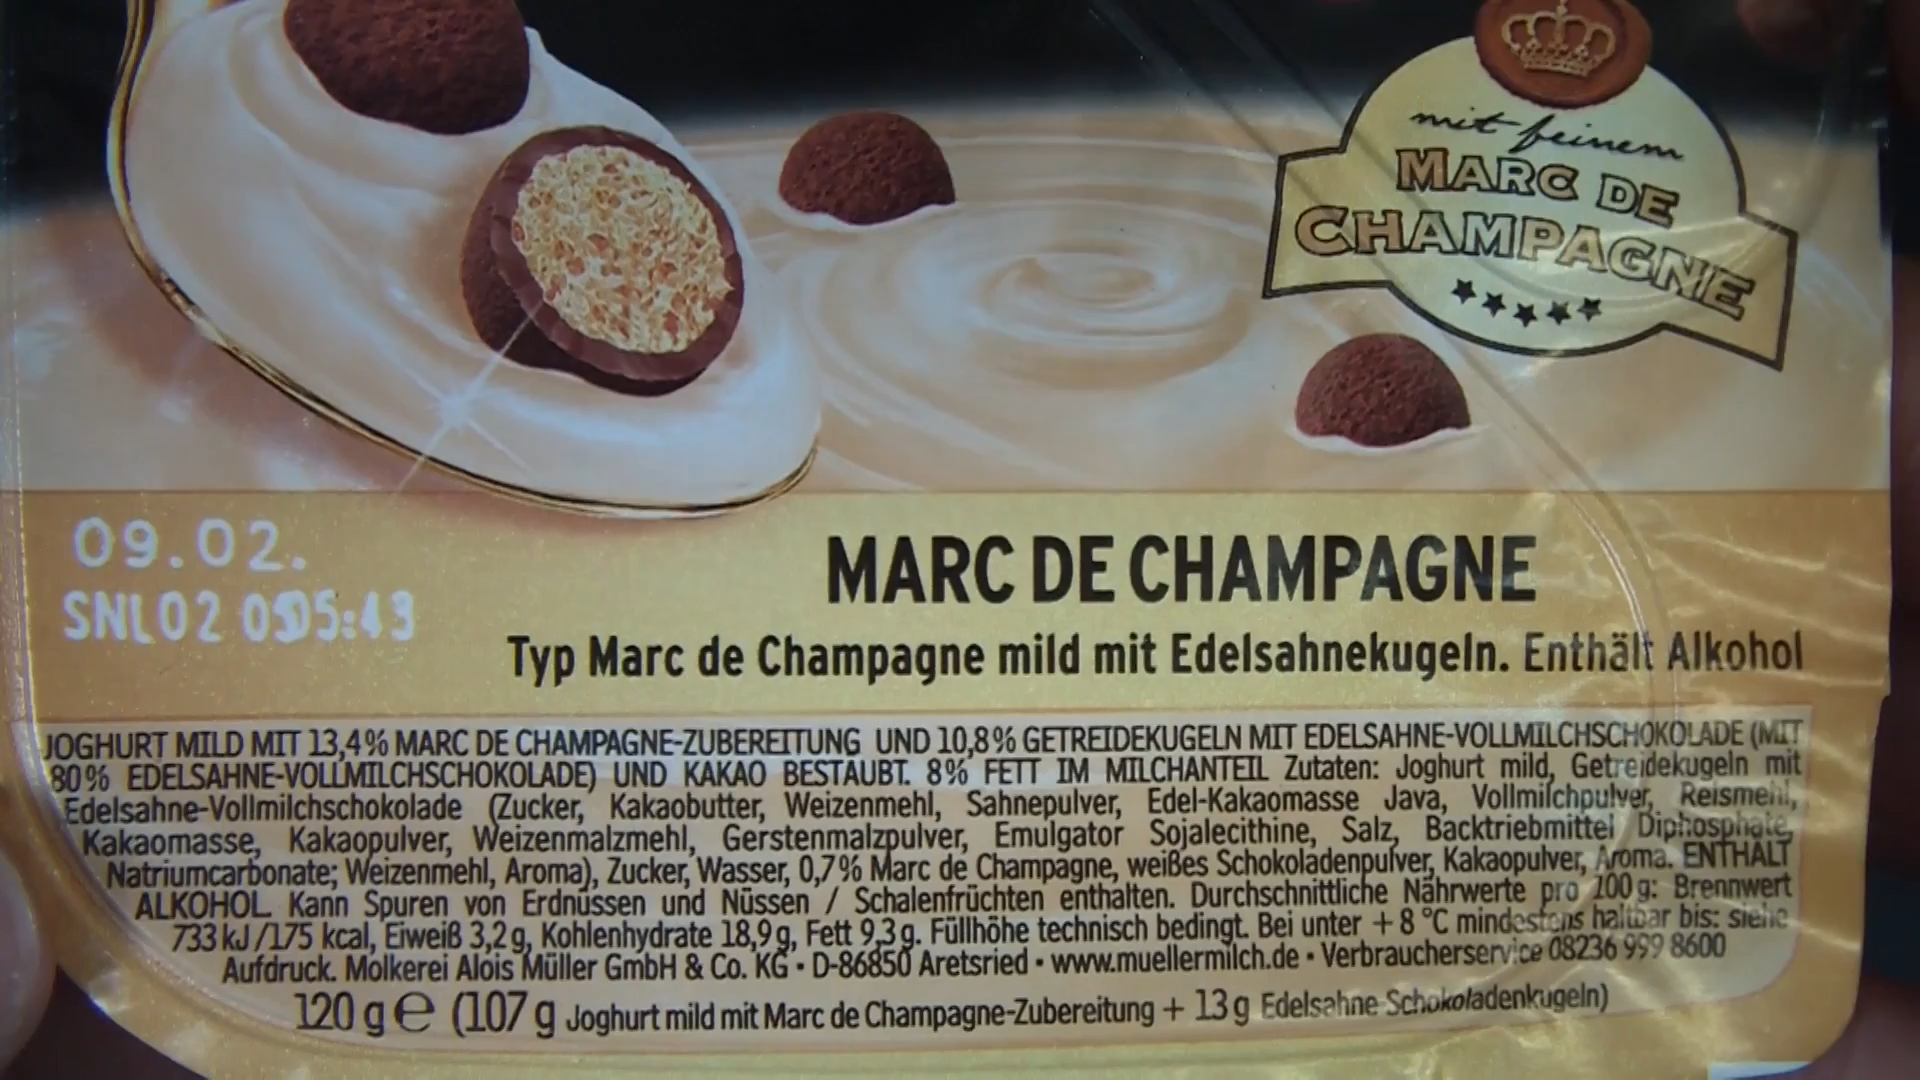 mit feinem
MARC DE
CHAMPAGNE
09.02.
MARC DE CHAMPAGNE
SNL02 05:43
Typ Marc de Champagne mild mit Edelsahnekugeln. Enthält Alkohol
JOGHURT MILD MIT 13,4% MARC DE CHAMPAGNE-ZUBEREITUNG UND 10,8% GETREIDEKUGELN MIT EDELSAHNE-VOLLMILCHSCHOKOLADE (MIT
80% EDELSAHNE-VOLLMILCHSCHOKOLADE) UND KAKAO BESTÄUBT. 8% FETT IM MILCHANTEIL Zutaten: Joghurt mild, Getreidekugeln mit
Edelsahne-Vollmilchschokolade (Zucker, Kakaobutter, Weizenmehl, Sahnepulver, Edel-Kakaomasse Java, Vollmilchpulver, Reismehl,
Kakaomasse, Kakaopulver, Weizenmalzmehl, Gerstenmalzpulver, Emulgator Sojalecithine, Salz, Backtriebmittel Diphosphate,
Natriumcarbonate; Weizenmehl, Aroma), Zucker, Wasser, 0,7% Marc de Champagne, weißes Schokoladenpulver, Kakaopulver, Aroma. ENTHÄLT
ALKOHOL. Kann Spuren von Erdnüssen und Nüssen / Schalenfrüchten enthalten. Durchschnittliche Nährwerte pro 100 g: Brennwert
733 kJ/175 kcal, Eiweiß 3,2 g, Kohlenhydrate 18,9 g, Fett 9,3 g. Füllhöhe technisch bedingt. Bei unter + 8 °C mindestens haltbar bis: siehe
Aufdruck. Molkerei Alois Müller GmbH & Co. KG • D-86850 Aretsried • www.muellermilch.de • Verbraucherservice 08236 999 8600
120 g e (107 g Joghurt mild mit Marc de Champagne-Zubereitung + 13 g Edelsahne Schokoladenkugeln)